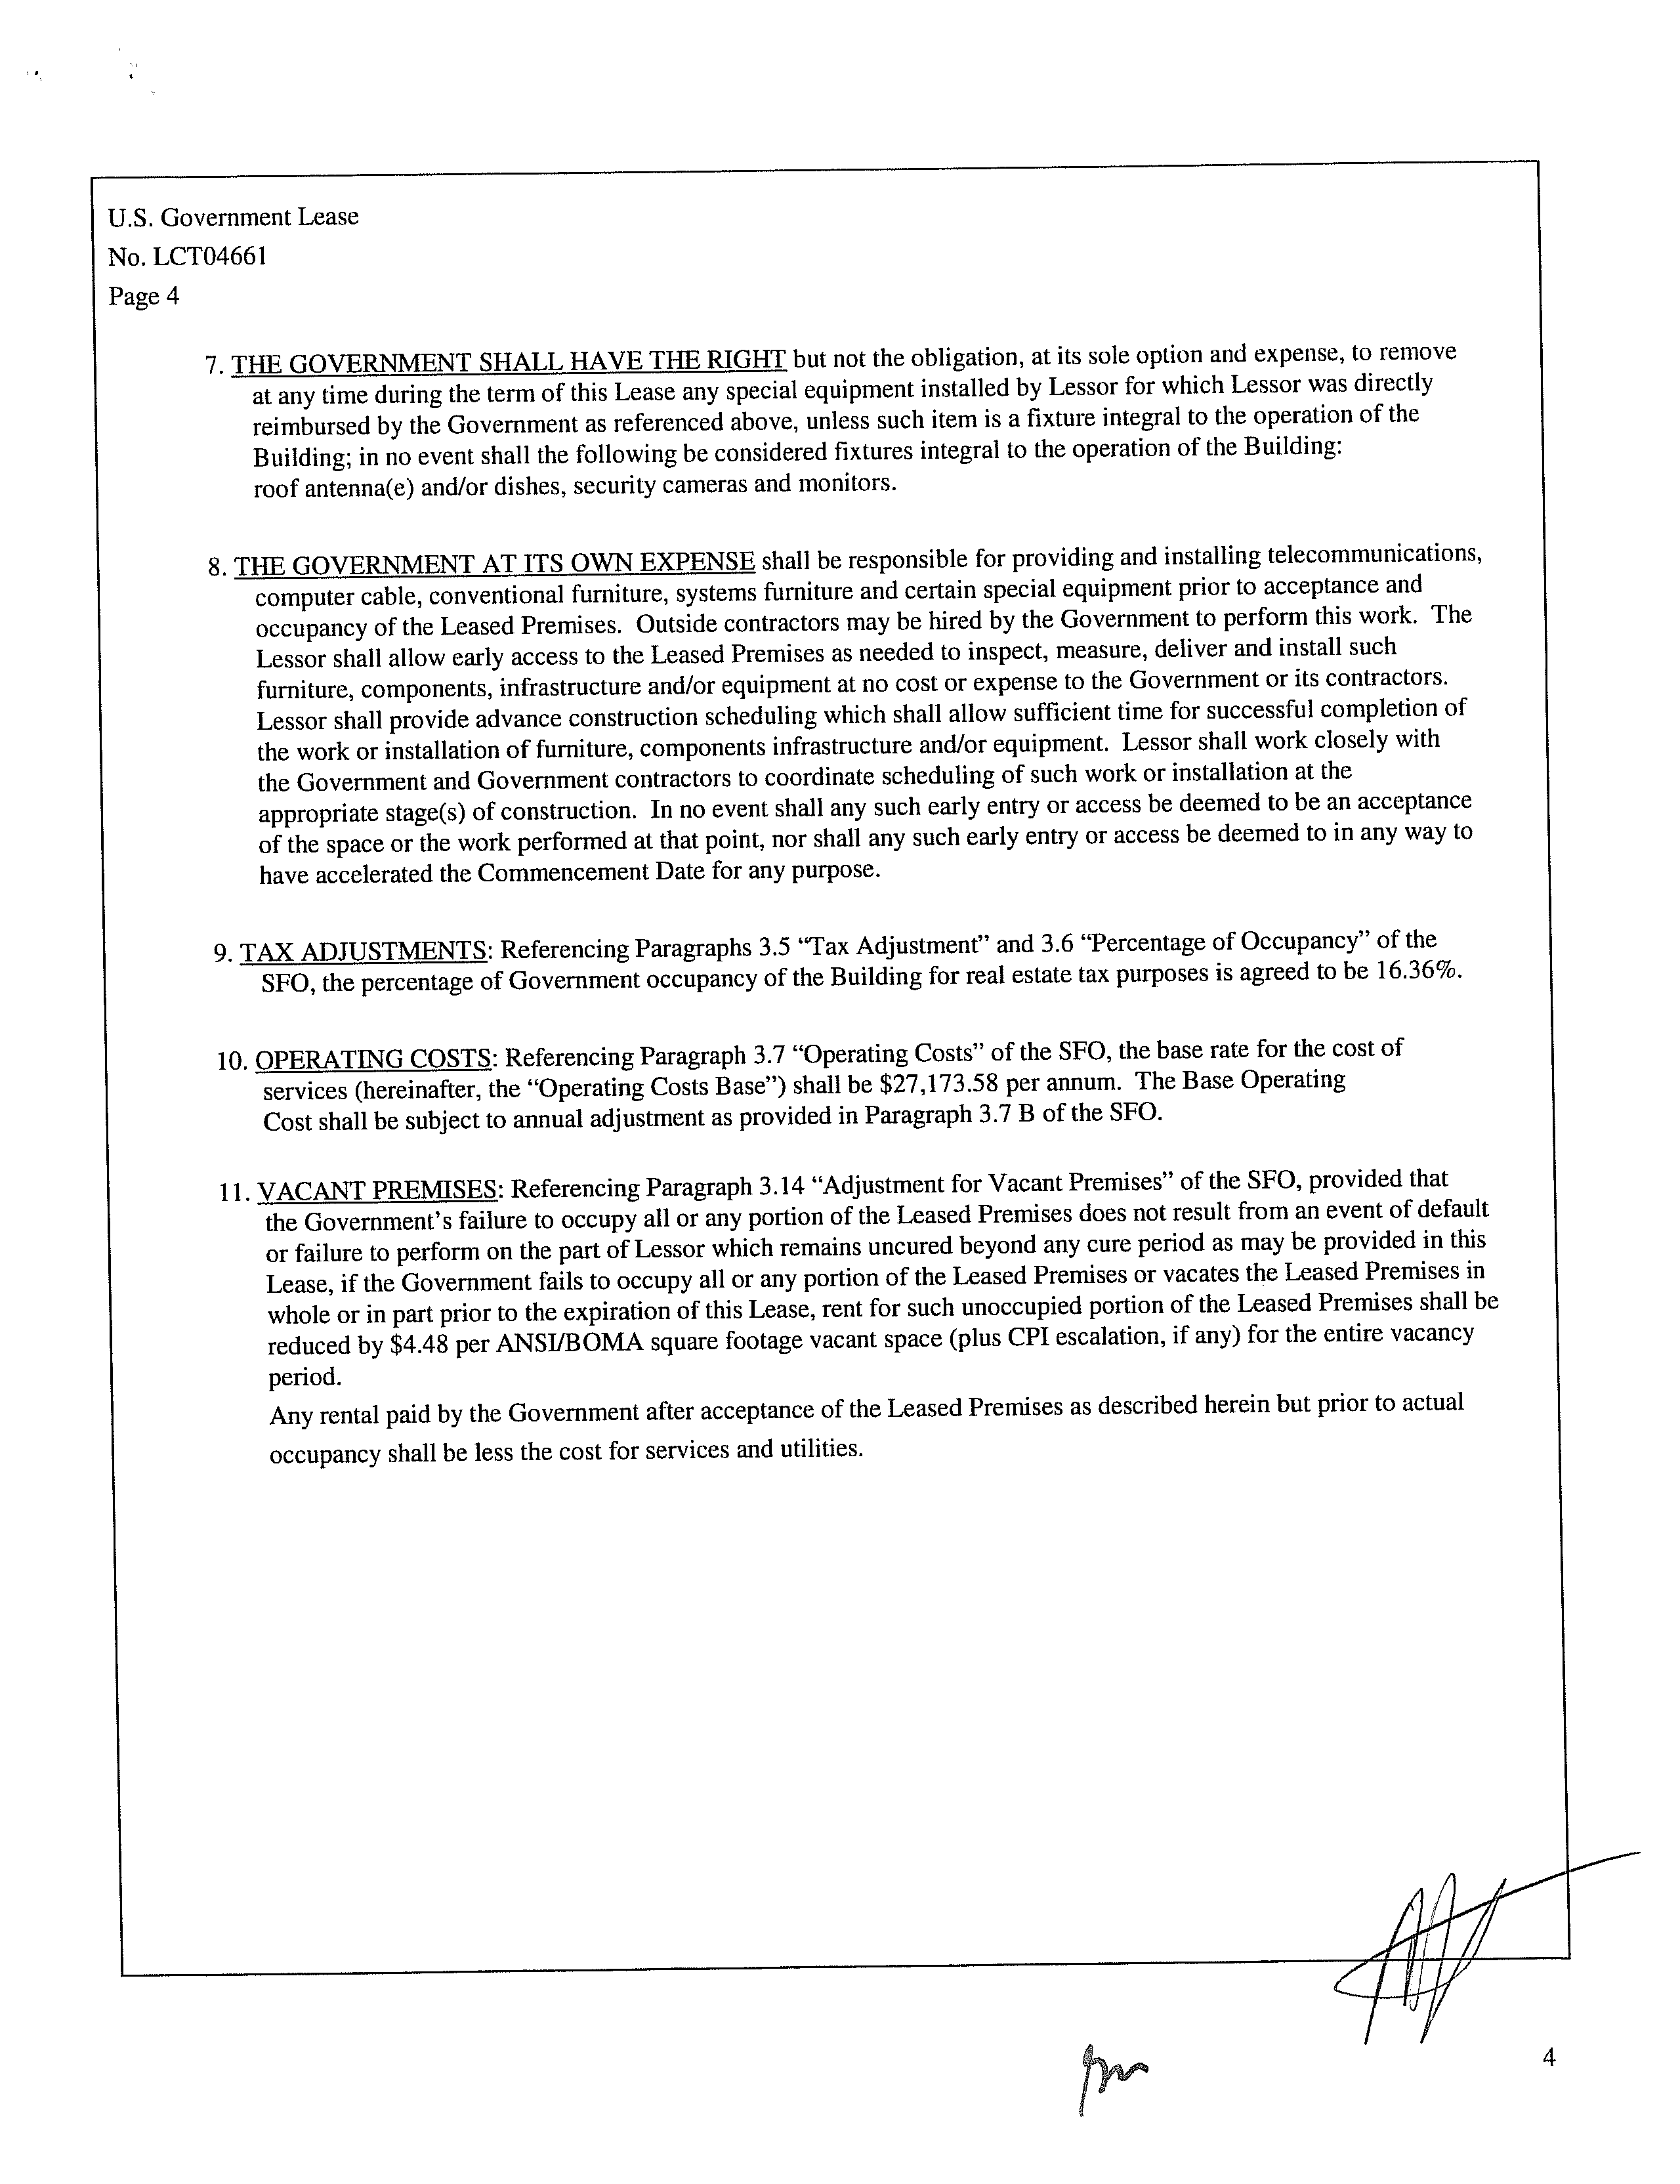 U.S. Government Lease
No. LCT04661
Page 4
7. THE GOVERNMENT SHALL HAVE THE RIGHT but not the obligation, at its sole option and expense, to remove
at any time during the term of this Lease any special equipment installed by Lessor for which Lessor was directly
reimbursed by the Government as referenced above, unless such item is a fixture integral to the operation of the
Building; in no event shall the following be considered fixtures integral to the operation of the Building:
roof antenna(e) and/or dishes, security cameras and monitors.
8. THE GOVERNMENT AT ITS OWN EXPENSE shall be responsible for providing and installing telecommunications,
computer cable, conventional furniture, systems furniture and certain special equipment prior to acceptance and
occupancy of the Leased Premises. Outside contractors may be hired by the Government to perform this work. The
Lessor shall allow early access to the Leased Premises as needed to inspect, measure, deliver and install such
furniture, components, infrastructure and/or equipment at no cost or expense to the Government or its contractors.
Lessor shall provide advance construction scheduling which shall allow sufficient time for successful completion of
the work or installation of furniture, components infrastructure and/or equipment. Lessor shall work closely with
the Government and Government contractors to coordinate scheduling of such work or installation at the
appropriate stage(s) of construction. In no event shall any such early entry or access be deemed to be an acceptance
of the space or the work performed at that point, nor shall any such early entry or access be deemed to in any way to
have accelerated the Commencement Date for any purpose.
9. TAX ADJUSTMENTS: Referencing Paragraphs 3.5 “Tax Adjustment” and 3.6 “Percentage of Occupancy” of the
SFO, the percentage of Government occupancy of the Building for real estate tax purposes is agreed to be 16.36%.
10. OPERATING COSTS: Referencing Paragraph 3.7 “Operating Costs” of the SFO, the base rate for the cost of
services (hereinafter, the “Operating Costs Base”) shall be $27,173.58 per annum. The Base Operating
Cost shall be subject to annual adjustment as provided in Paragraph 3.7 B of the SFO.
11. VACANT PREMISES: Referencing Paragraph 3.14 “Adjustment for Vacant Premises” of the SFO, provided that
the Government’s failure to occupy all or any portion of the Leased Premises does not result from an event of default
or failure to perform on the part of Lessor which remains uncured beyond any cure period as may be provided in this
Lease, if the Government fails to occupy all or any portion of the Leased Premises or vacates the Leased Premises in
whole or in part prior to the expiration of this Lease, rent for such unoccupied portion of the Leased Premises shall be
reduced by $4.48 per ANSI/BOMA square footage vacant space (plus CPI escalation, if any) for the entire vacancy
period.
Any rental paid by the Government after acceptance of the Leased Premises as described herein but prior to actual
occupancy shall be less the cost for services and utilities.
4